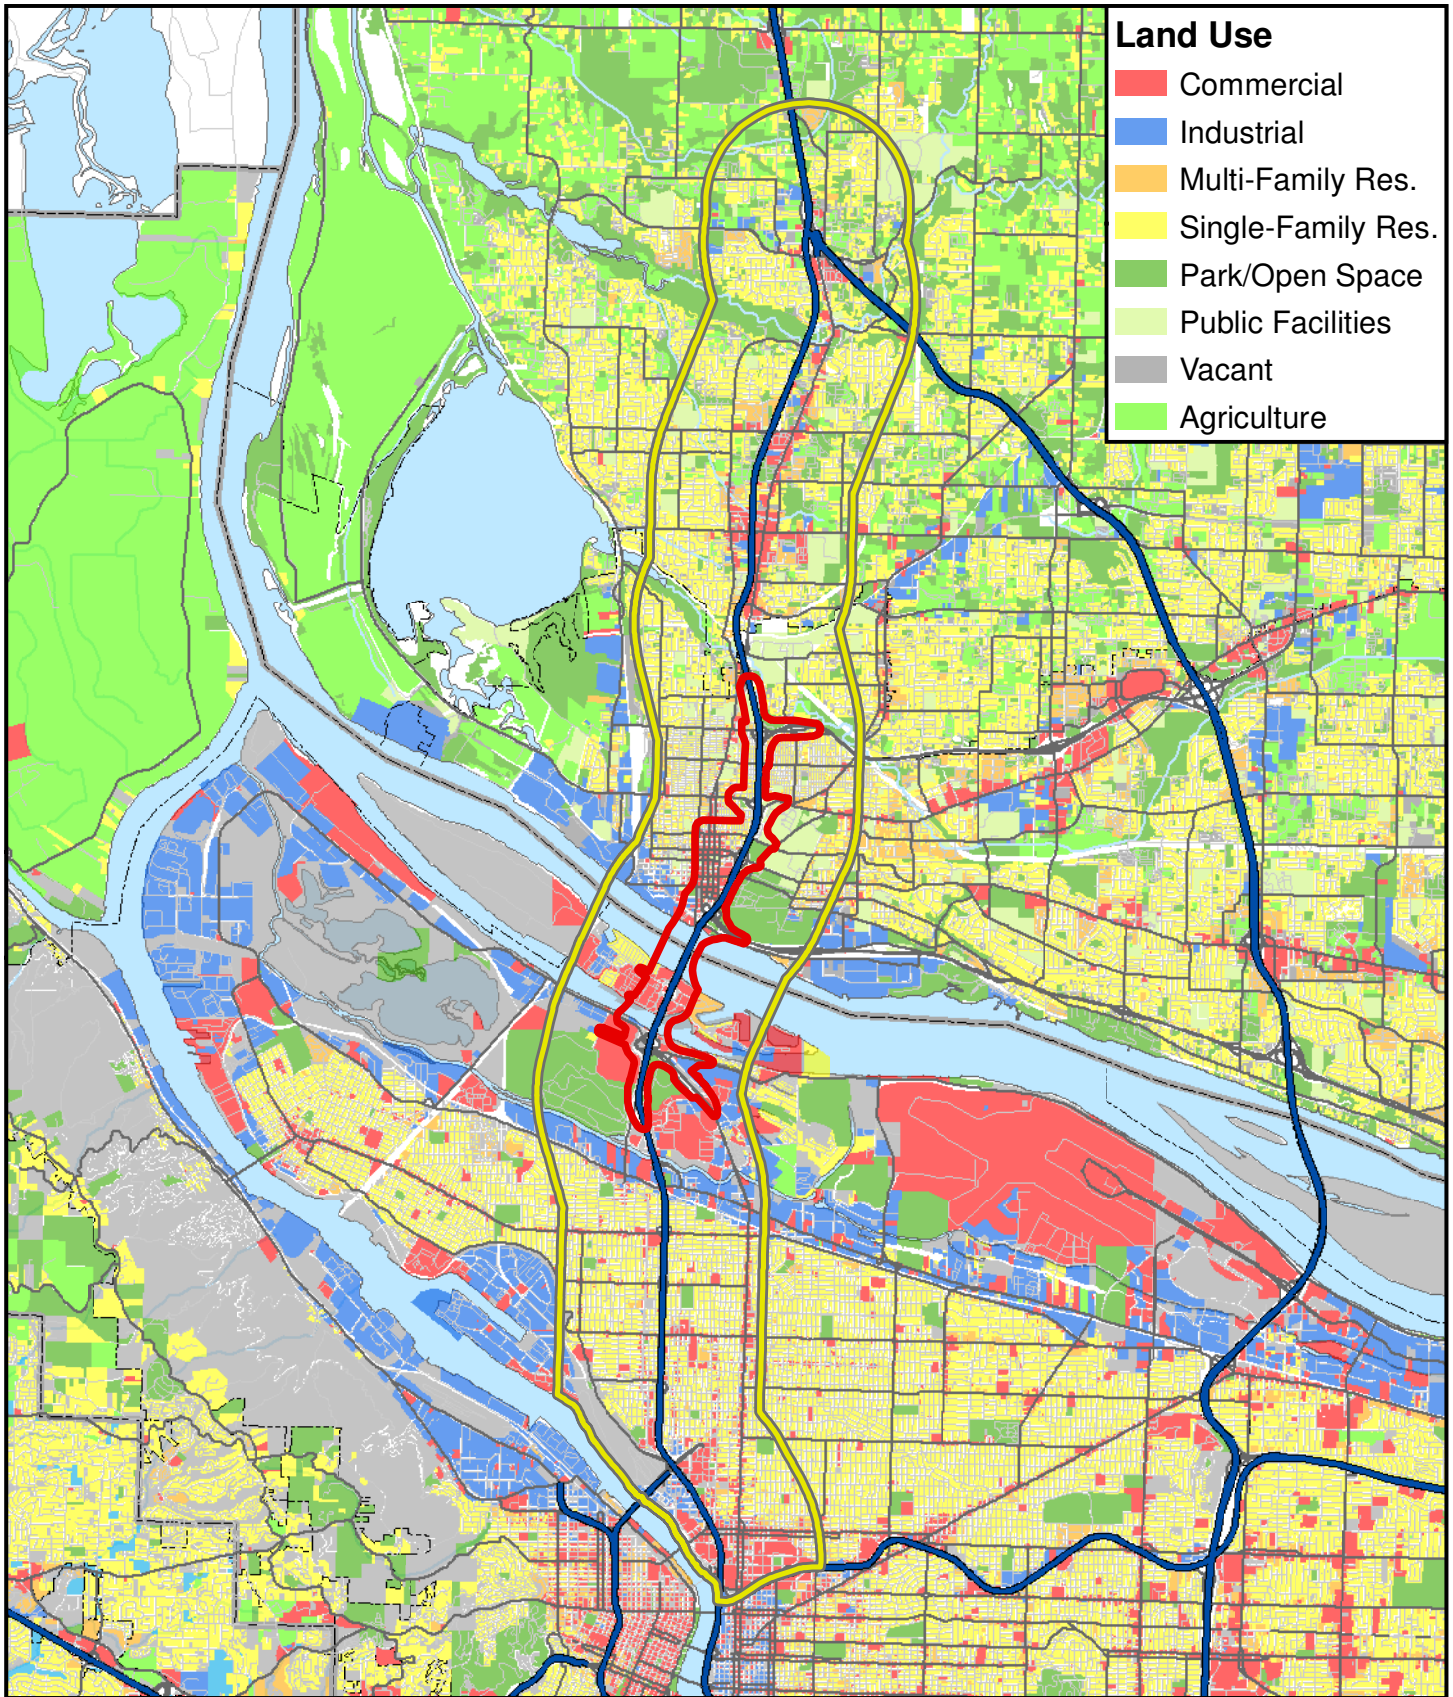 Land Use
Commercial
Industrial
Multi-Family Res.
Single-Family Res.
Park/Open Space
Public Facilities
Vacant
Agriculture